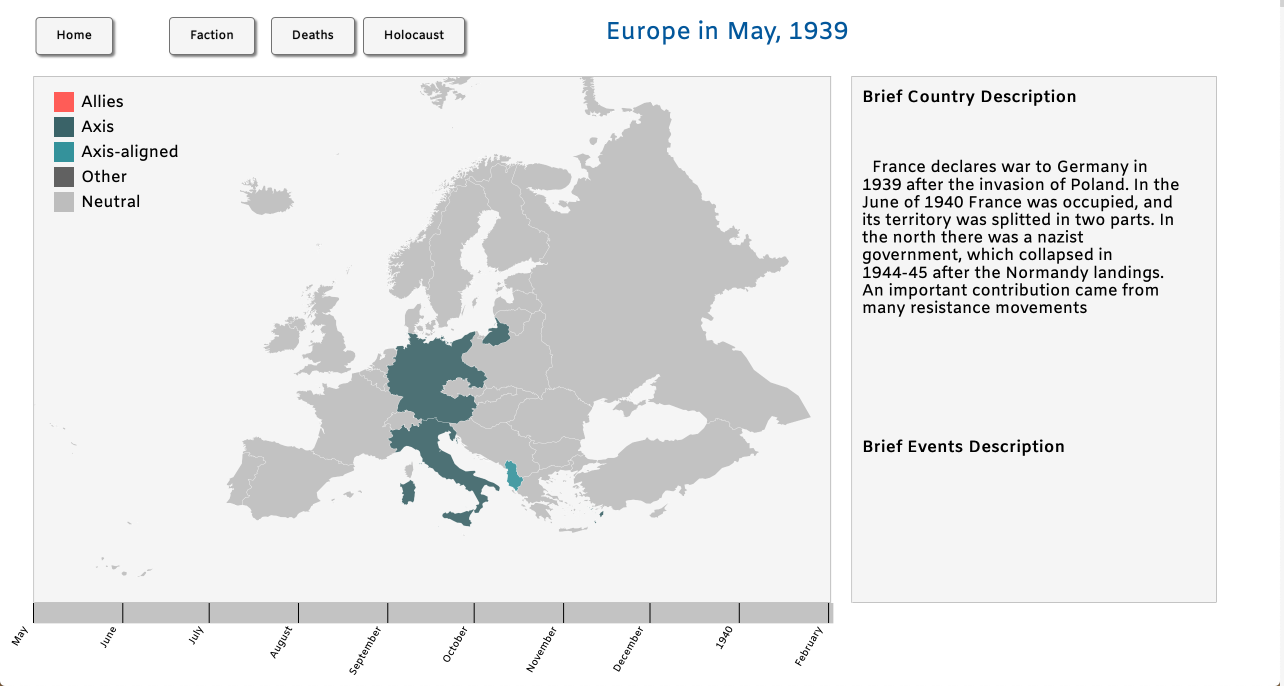 Home
Faction
Deaths
Holocaust
Europe in May, 1939
Allies
Axis
Axis-aligned
Other
Neutral
Brief Country Description
France declares war to Germany in
1939 after the invasion of Poland. In the
June of 1940 France was occupied, and
its territory was splitted in two parts. In
the north there was a nazist
government, which collapsed in
1944-45 after the Normandy landings.
An important contribution came from
many resistance movements
Brief Events Description
May
June
July
August
September
October
November
December
1940
February